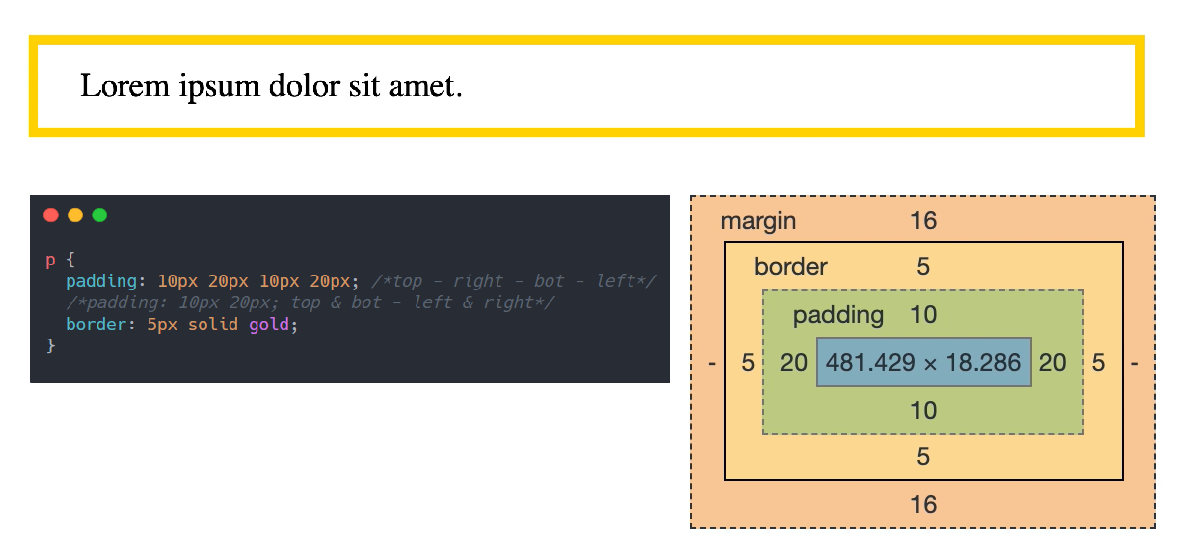 Lorem ipsum dolor sit amet.
p {
padding: 10px 20px 10px 20px; /*top - right - bot - left*/
/*padding: 10px 20px; top & bot - left & right*/
border: 5px solid gold;
}
margin 16
border 5
padding 10
- 5 20 481.429 × 18.286 20 5 -
10
5
16